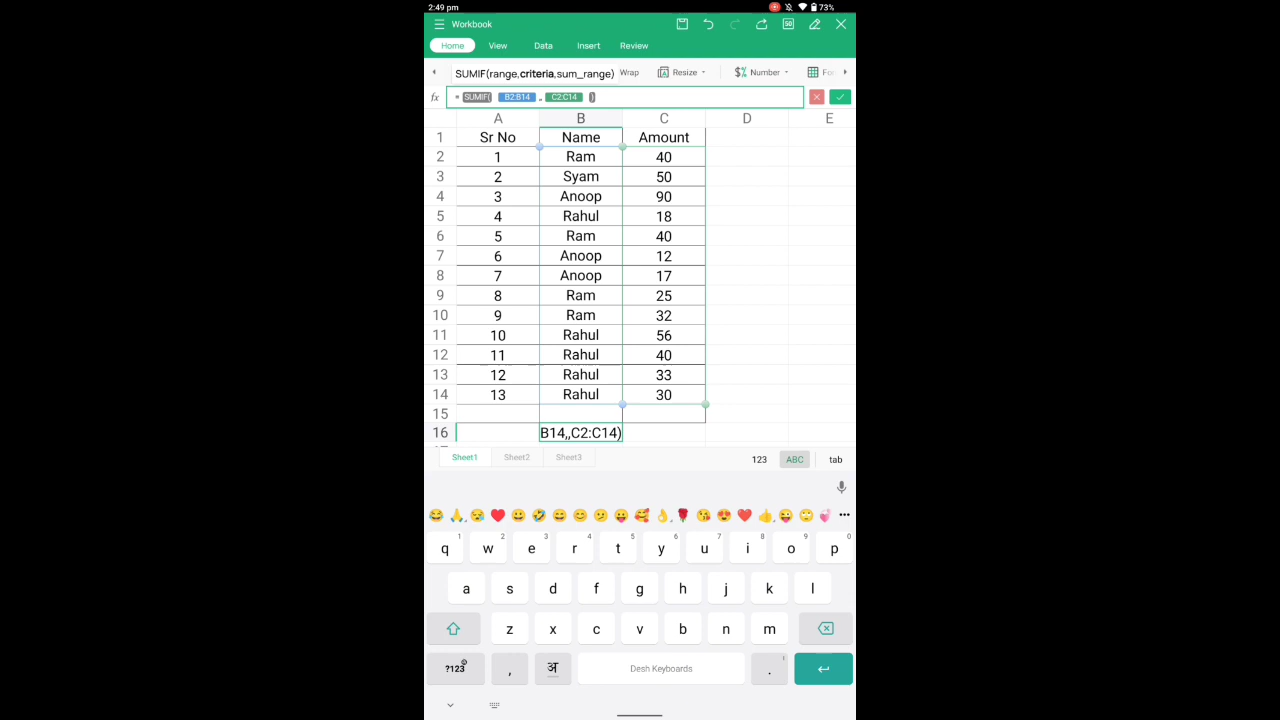 2:49 pm 73%
Workbook 50
Home View Data Insert Review
SUMIF(range,criteria,sum_range) Wrap Resize $% Number For
fx = SUMIF( B2:B14 ,, C2:C14 )
A B C D E
1 Sr No Name Amount
2 1 Ram 40
3 2 Syam 50
4 3 Anoop 90
5 4 Rahul 18
6 5 Ram 40
7 6 Anoop 12
8 7 Anoop 17
9 8 Ram 25
10 9 Ram 32
11 10 Rahul 56
12 11 Rahul 40
13 12 Rahul 33
14 13 Rahul 30
15
16 B14,,C2:C14)
Sheet1 Sheet2 Sheet3 123 ABC tab
1 2 3 4 5 6 7 8 9 0
q w e r t y u i o p
a s d f g h j k l
z x c v b n m
?123 , अ Desh Keyboards . !